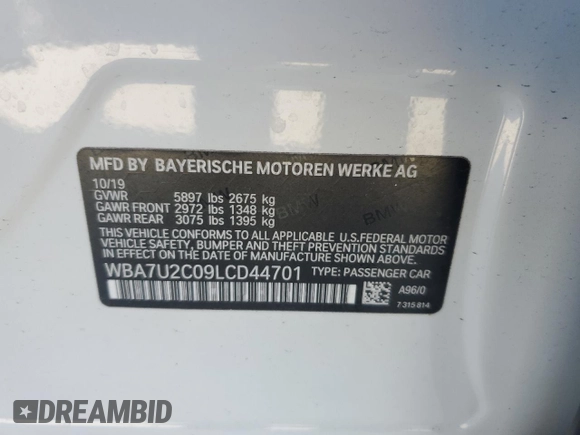 MFD BY BAYERISCHE MOTOREN WERKE AG
10/19
GVWR 5897 lbs 2675 kg
GAWR FRONT 2972 lbs 1348 kg
GAWR REAR 3075 lbs 1395 kg
THIS VEHICLE CONFORMS TO ALL APPLICABLE U.S. FEDERAL MOTOR
VEHICLE SAFETY, BUMPER, AND THEFT PREVENTION STANDARDS
IN EFFECT ON THE DATE OF MANUFACTURE SHOWN ABOVE.
WBA7U2C09LCD44701 TYPE: PASSENGER CAR
A96/0
7315814
DREAMBID